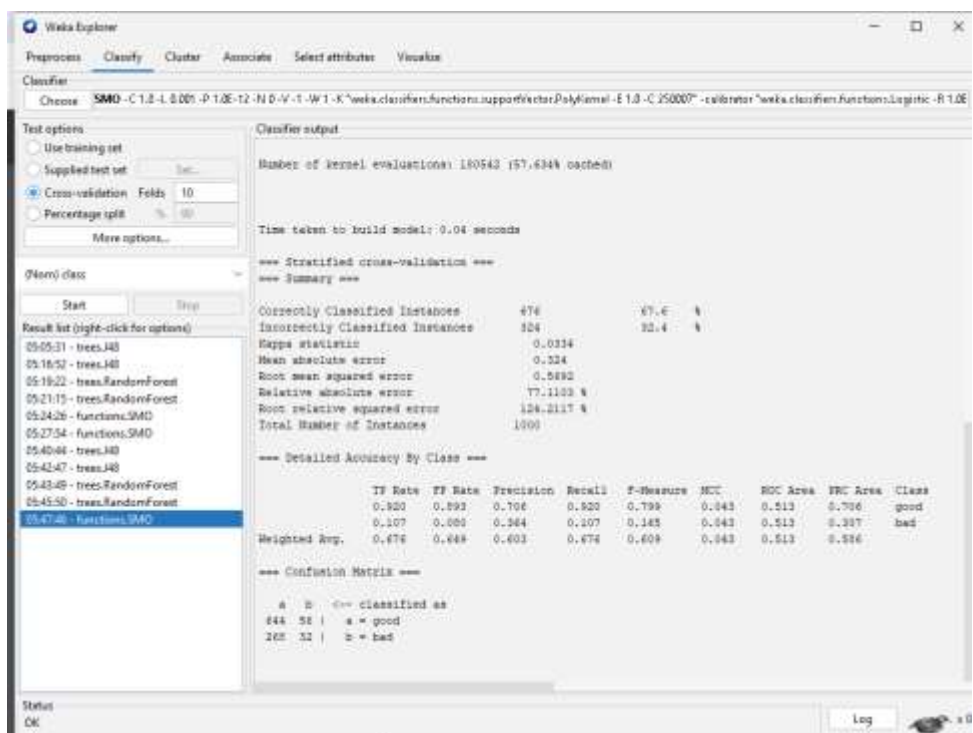 Weka Explorer
Preprocess Classify Cluster Associate Select attributes Visualize
Classifier
Choose SMO -C 1.0 -L 0.001 -P 1.0E-12 -N 0 -V -1 -W 1 -K "weka.classifiers.functions.supportVector.PolyKernel -E 1.0 -C 250007" -calibrator "weka.classifiers.functions.Logistic -R 1.0E
Test options
Use training set
Supplied test set Set...
Cross-validation Folds 10
Percentage split %
More options...
(Nom) class
Start Stop
Result list (right-click for options)
05:05:31 - trees.J48
05:16:52 - trees.J48
05:19:22 - trees.RandomForest
05:21:15 - trees.RandomForest
05:24:26 - functions.SMO
05:27:54 - functions.SMO
05:40:44 - trees.J48
05:42:47 - trees.J48
05:43:49 - trees.RandomForest
05:45:50 - trees.RandomForest
05:47:46 - functions.SMO
Classifier output
Number of kernel evaluations: 180543 (57.634% cached)
Time taken to build model: 0.04 seconds
=== Stratified cross-validation ===
=== Summary ===
Correctly Classified Instances 676 67.6 %
Incorrectly Classified Instances 324 32.4 %
Kappa statistic 0.0334
Mean absolute error 0.324
Root mean squared error 0.5692
Relative absolute error 77.1103 %
Root relative squared error 124.2117 %
Total Number of Instances 1000
=== Detailed Accuracy By Class ===
TP Rate FP Rate Precision Recall F-Measure MCC ROC Area PRC Area Class
0.920 0.893 0.706 0.920 0.799 0.043 0.513 0.706 good
0.107 0.080 0.364 0.107 0.165 0.043 0.513 0.307 bad
Weighted Avg. 0.676 0.649 0.603 0.676 0.609 0.043 0.513 0.586
=== Confusion Matrix ===
a b <-- classified as
644 56 | a = good
268 32 | b = bad
Status
OK
Log
x 0